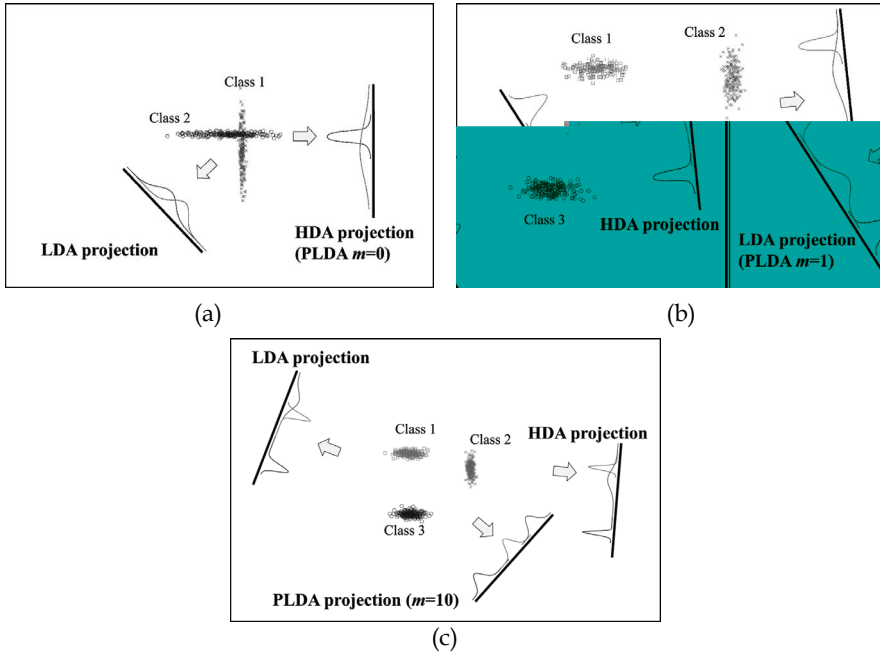 Class 1
Class 2
LDA projection
HDA projection
(PLDA m=0)
(a)
Class 1
Class 2
Class 3
HDA projection
LDA projection
(PLDA m=1)
(b)
LDA projection
Class 1
Class 2
HDA projection
Class 3
PLDA projection (m=10)
(c)